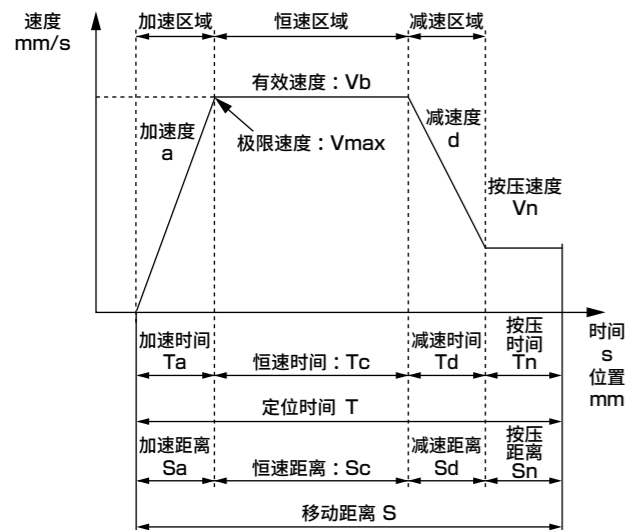 速度
mm/s
加速区域
恒速区域
减速区域
有效速度：Vb
加速度
a
极限速度：Vmax
减速度
d
按压速度
Vn
加速时间
Ta
恒速时间：Tc
减速时间
Td
按压
时间
Tn
时间
s
位置
mm
定位时间 T
加速距离
Sa
恒速距离：Sc
减速距离
Sd
按压
距离
Sn
移动距离 S